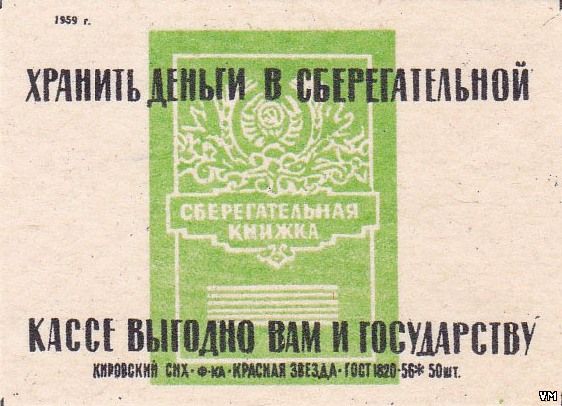 1959 г.
ХРАНИТЬ ДЕНЬГИ В СБЕРЕГАТЕЛЬНОЙ
СБЕРЕГАТЕЛЬНАЯ
КНИЖКА
КАССЕ ВЫГОДНО ВАМ И ГОСУДАРСТВУ
КИРОВСКИЙ СНХ · Ф-КА · КРАСНАЯ ЗВЕЗДА · ГОСТ 1820-56* 50 шт.
VM